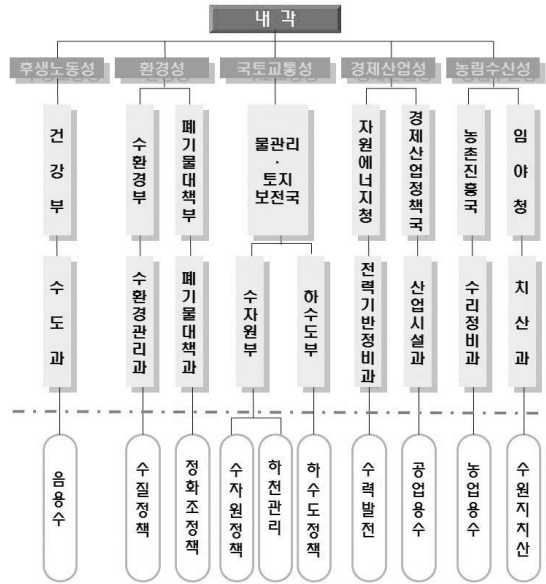 내 각
후생노동성
환경성
국토교통성
경제산업성
농림수산성
건강부
수환경부
폐기물대책부
물관리
·
토지
보전국
자원에너지청
경제산업정책국
농촌진흥국
임야청
수도과
수환경관리과
폐기물대책과
수자원부
하수도부
전력기반정비과
산업시설과
수리정비과
치산과
음용수
수질정책
정화조정책
수자원정책
하천관리
하수도정책
수력발전
공업용수
농업용수
수원지치산